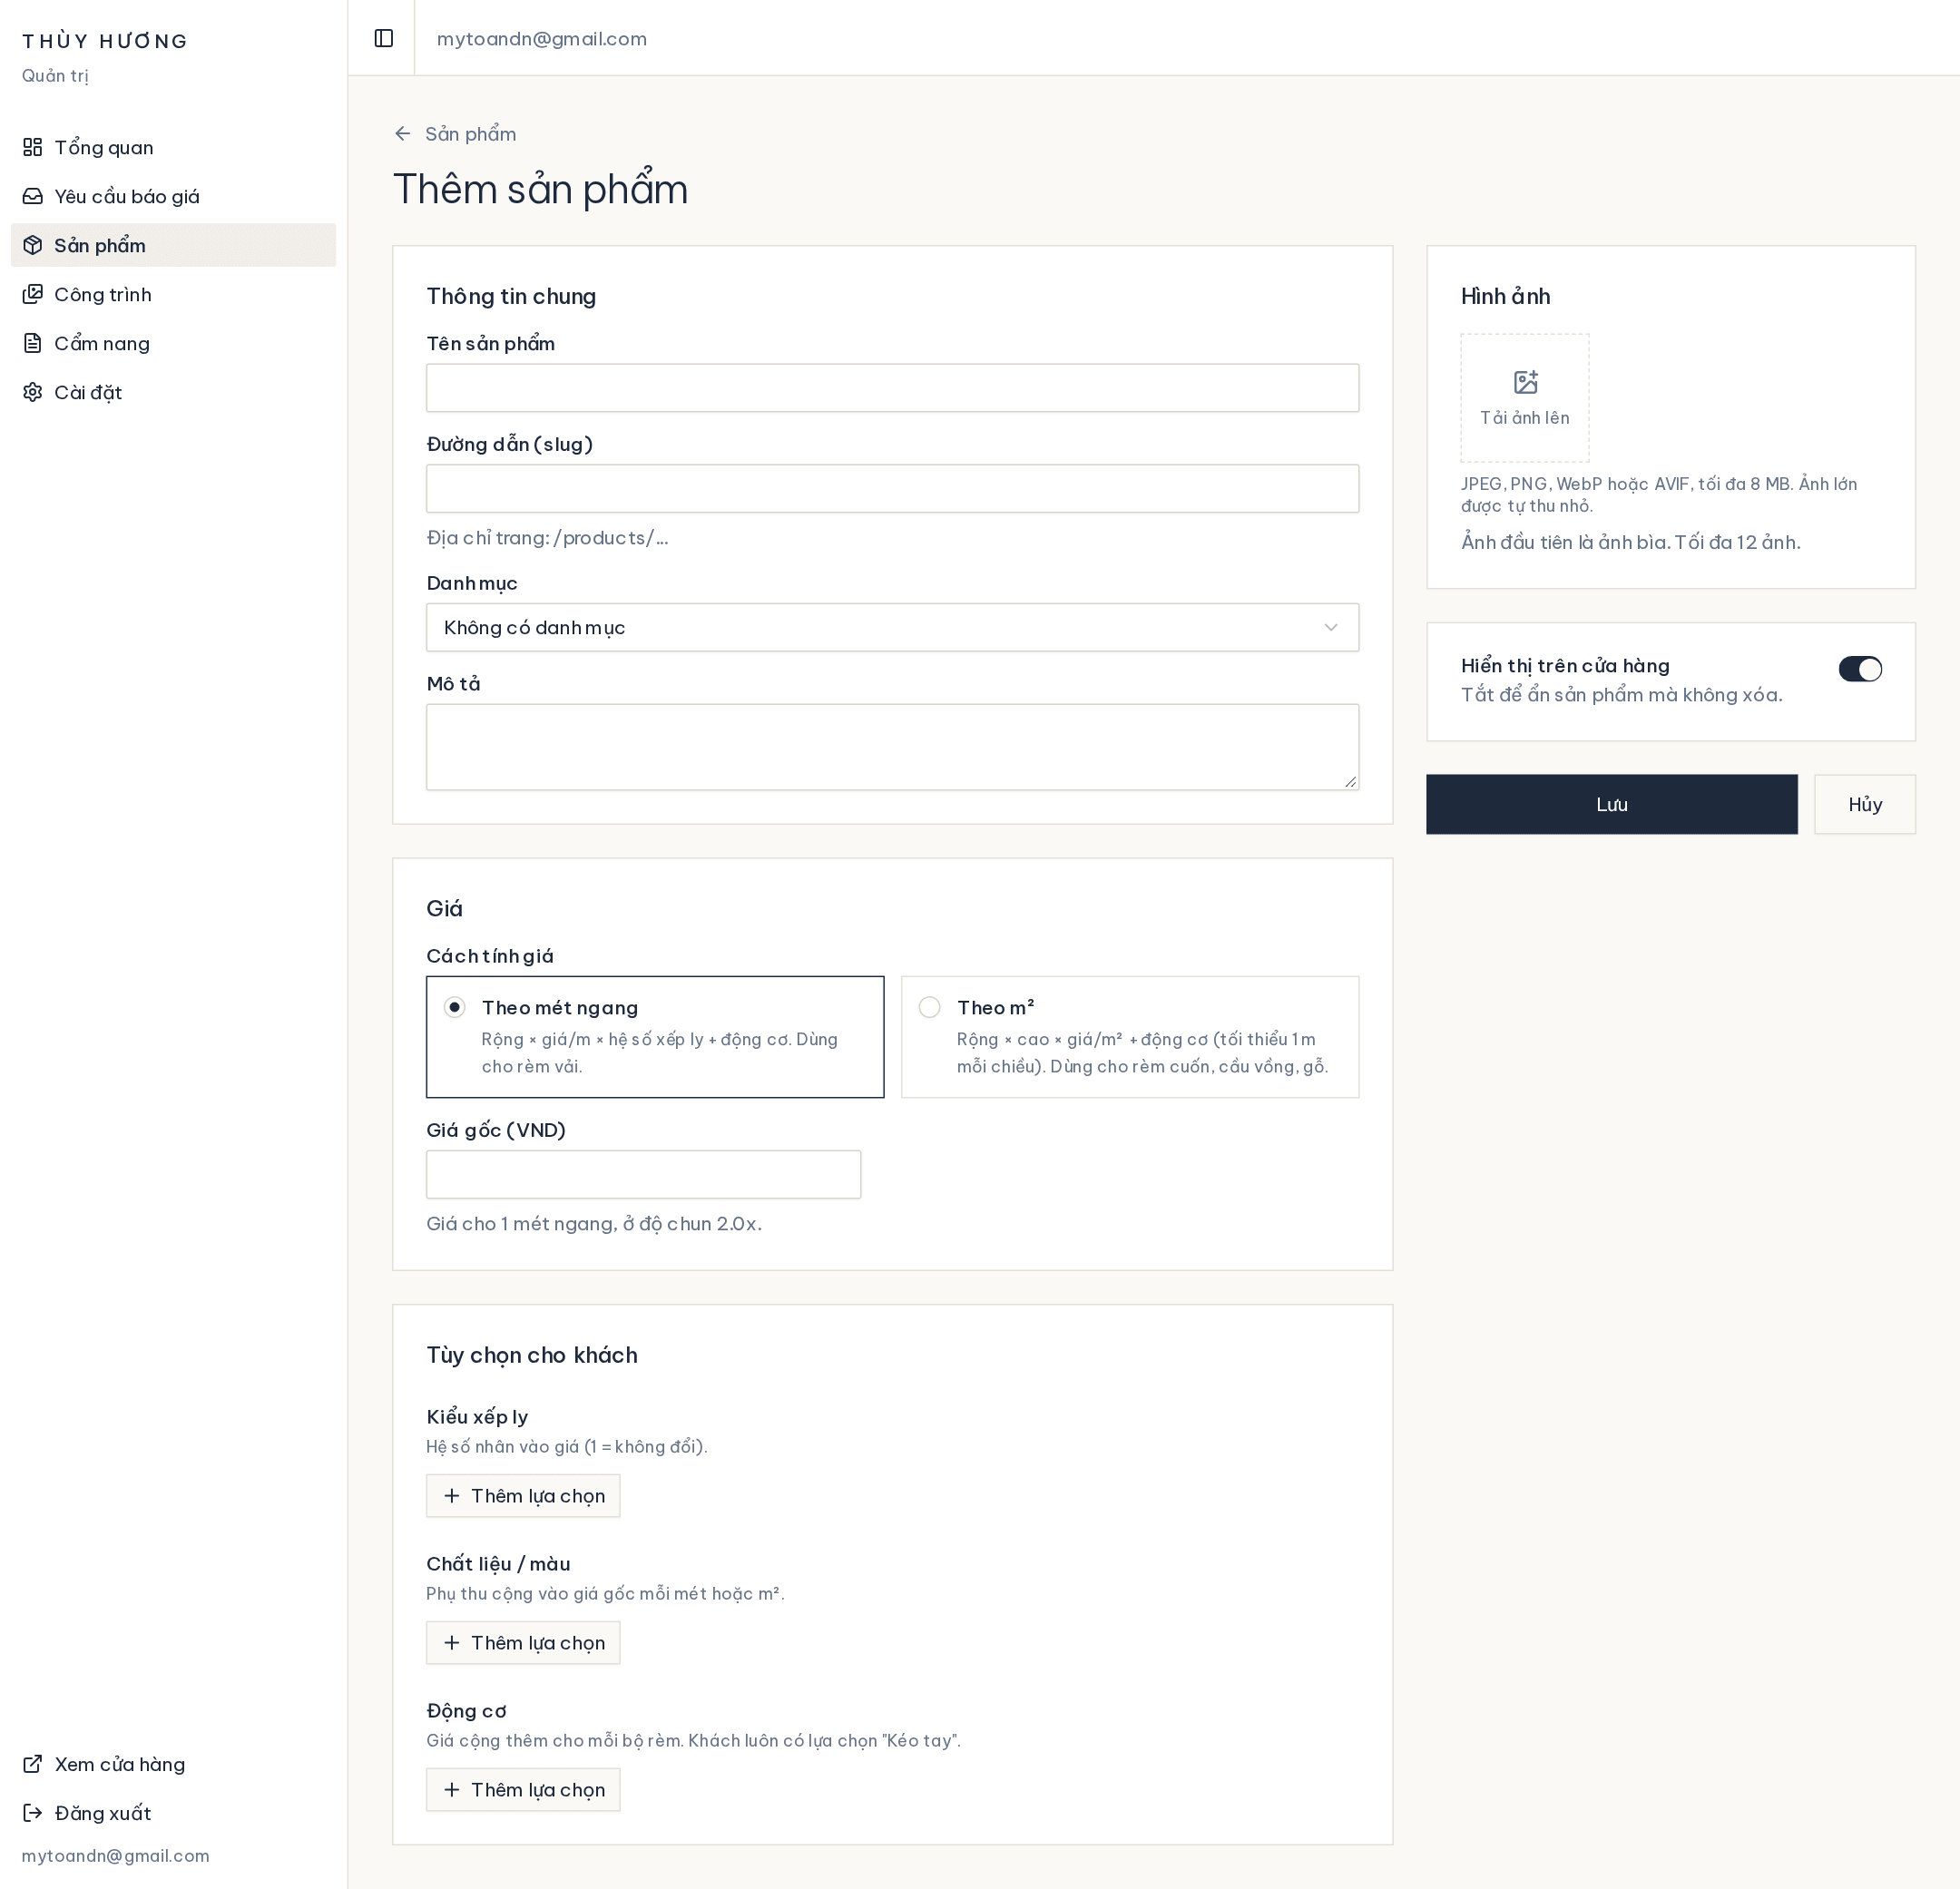 THÙY HƯƠNG
Quản trị
Tổng quan
Yêu cầu báo giá
Sản phẩm
Công trình
Cẩm nang
Cài đặt
Xem cửa hàng
Đăng xuất
mytoandn@gmail.com
mytoandn@gmail.com
Sản phẩm
Thêm sản phẩm
Thông tin chung
Tên sản phẩm
Đường dẫn (slug)
Địa chỉ trang: /products/...
Danh mục
Không có danh mục
Mô tả
Giá
Cách tính giá
Theo mét ngang
Rộng × giá/m × hệ số xếp ly + động cơ. Dùng
cho rèm vải.
Theo m²
Rộng × cao × giá/m² + động cơ (tối thiểu 1 m
mỗi chiều). Dùng cho rèm cuốn, cầu vồng, gỗ.
Giá gốc (VND)
Giá cho 1 mét ngang, ở độ chun 2.0x.
Tùy chọn cho khách
Kiểu xếp ly
Hệ số nhân vào giá (1 = không đổi).
Thêm lựa chọn
Chất liệu / màu
Phụ thu cộng vào giá gốc mỗi mét hoặc m².
Thêm lựa chọn
Động cơ
Giá cộng thêm cho mỗi bộ rèm. Khách luôn có lựa chọn "Kéo tay".
Thêm lựa chọn
Hình ảnh
Tải ảnh lên
JPEG, PNG, WebP hoặc AVIF, tối đa 8 MB. Ảnh lớn
được tự thu nhỏ.
Ảnh đầu tiên là ảnh bìa. Tối đa 12 ảnh.
Hiển thị trên cửa hàng
Tắt để ẩn sản phẩm mà không xóa.
Lưu
Hủy